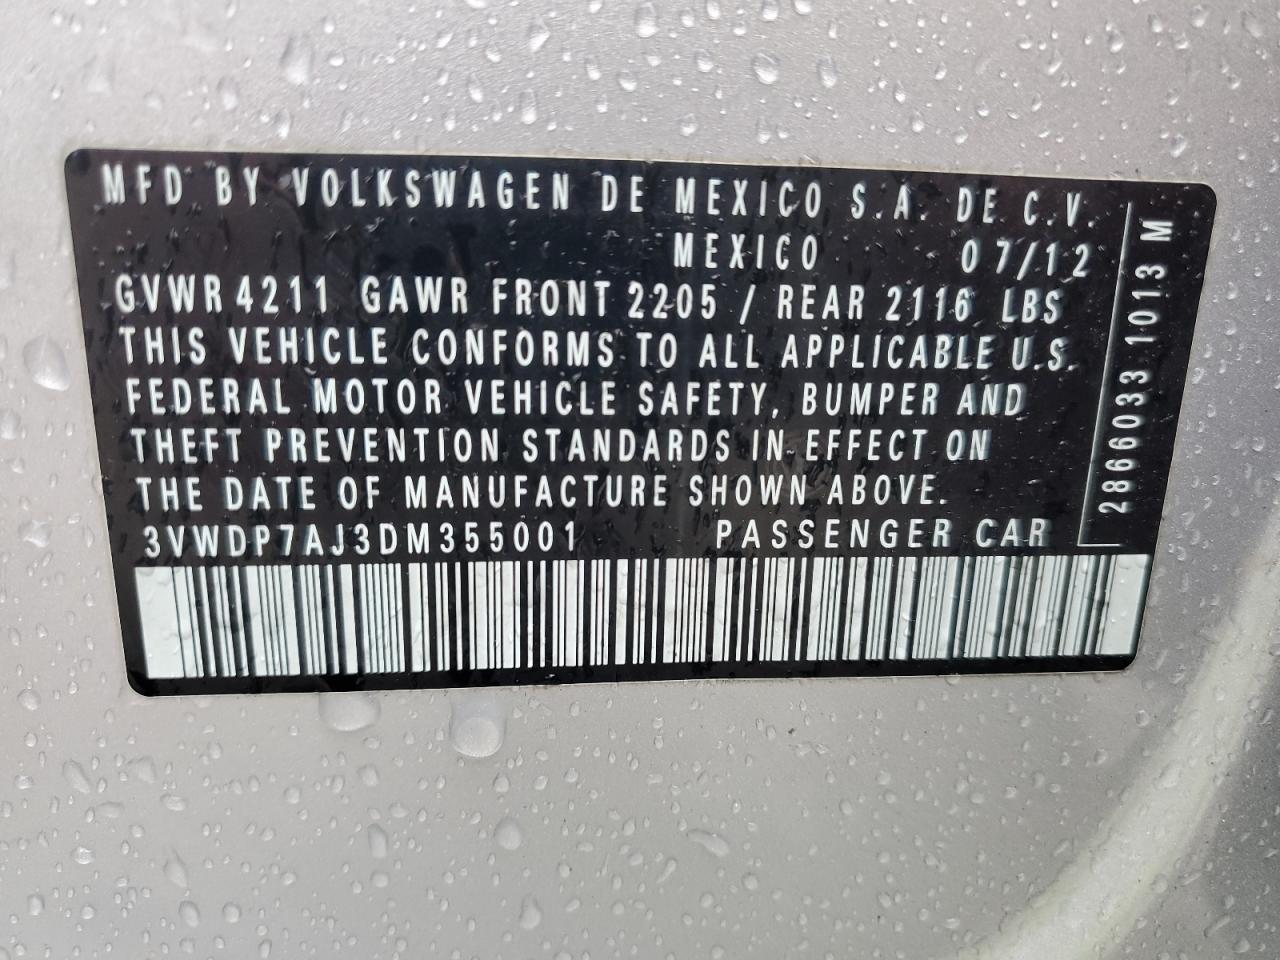 MFD BY VOLKSWAGEN DE MEXICO S.A. DE C.V.
MEXICO 07/12
GVWR 4211 GAWR FRONT 2205 / REAR 2116 LBS
THIS VEHICLE CONFORMS TO ALL APPLICABLE U.S.
FEDERAL MOTOR VEHICLE SAFETY, BUMPER AND
THEFT PREVENTION STANDARDS IN EFFECT ON
THE DATE OF MANUFACTURE SHOWN ABOVE.
3VWDP7AJ3DM355001 PASSENGER CAR
2866033 1013 M